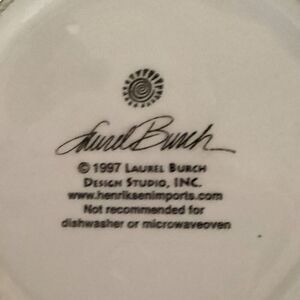 Laurel Burch
© 1997 LAUREL BURCH
DESIGN STUDIO, INC.
www.henriksenimports.com
Not recommended for
dishwasher or microwaveoven